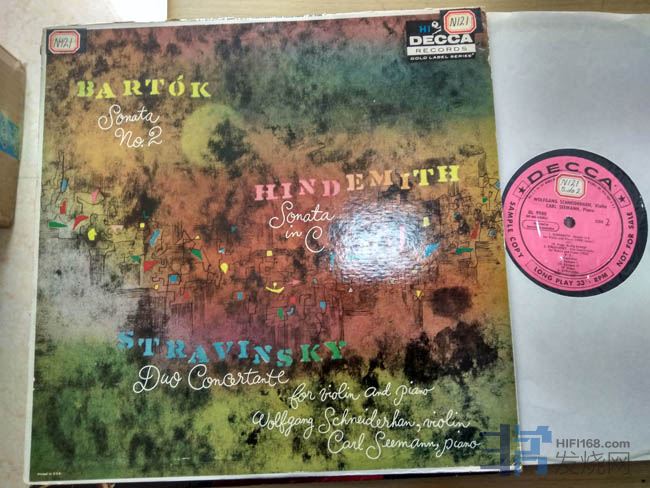 N121
HI
N121
DECCA
RECORDS
GOLD LABEL SERIES
BARTÓK
Sonata
No. 2
HINDEMITH
Sonata
in C
STRAVINSKY
Duo Concertante
for violin and piano
Wolfgang Schneiderhan, violin
Carl Seemann, piano
Printed in U.S.A.
DECCA
N121
Side 2
WOLFGANG SCHNEIDERHAN, Violin
CARL SEEMANN, Piano
SAMPLE COPY
NOT FOR SALE
LONG PLAY 33⅓ RPM
HIFI168.com
发烧网